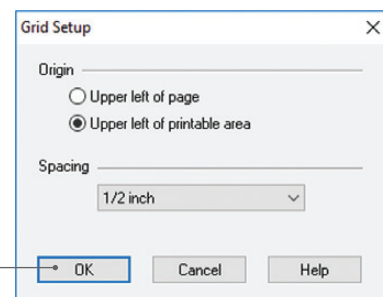 Grid Setup
Origin
Upper left of page
Upper left of printable area
Spacing
1/2 inch
OK Cancel Help